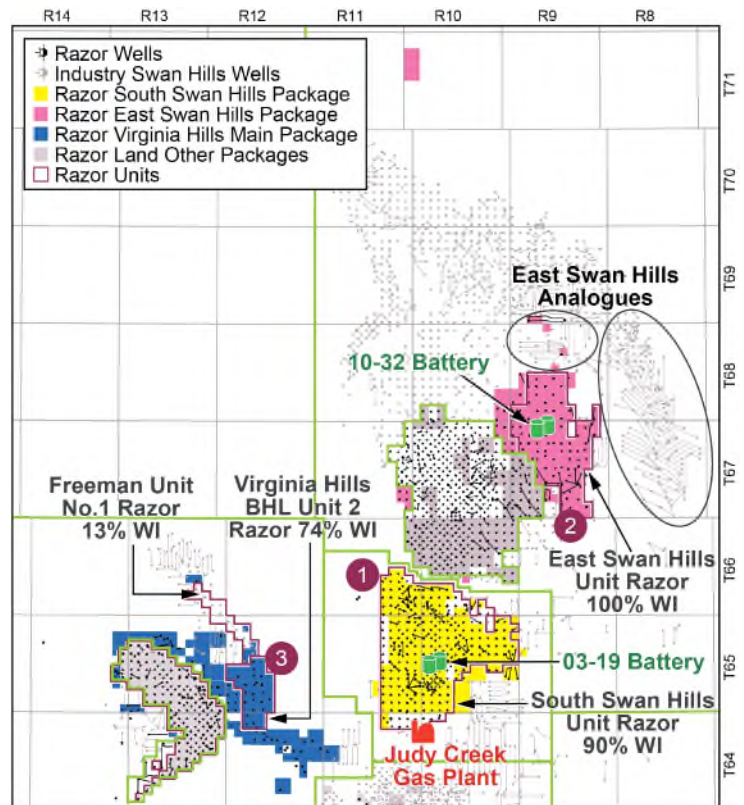 R14 R13 R12 R11 R10 R9 R8
Razor Wells
Industry Swan Hills Wells
Razor South Swan Hills Package
Razor East Swan Hills Package
Razor Virginia Hills Main Package
Razor Land Other Packages
Razor Units
T71
T70
T69
T68
T67
T66
T65
T64
East Swan Hills
Analogues
10-32 Battery
Freeman Unit
No.1 Razor
13% WI
Virginia Hills
BHL Unit 2
Razor 74% WI
2
East Swan Hills
Unit Razor
100% WI
1
3
03-19 Battery
South Swan Hills
Unit Razor
90% WI
Judy Creek
Gas Plant